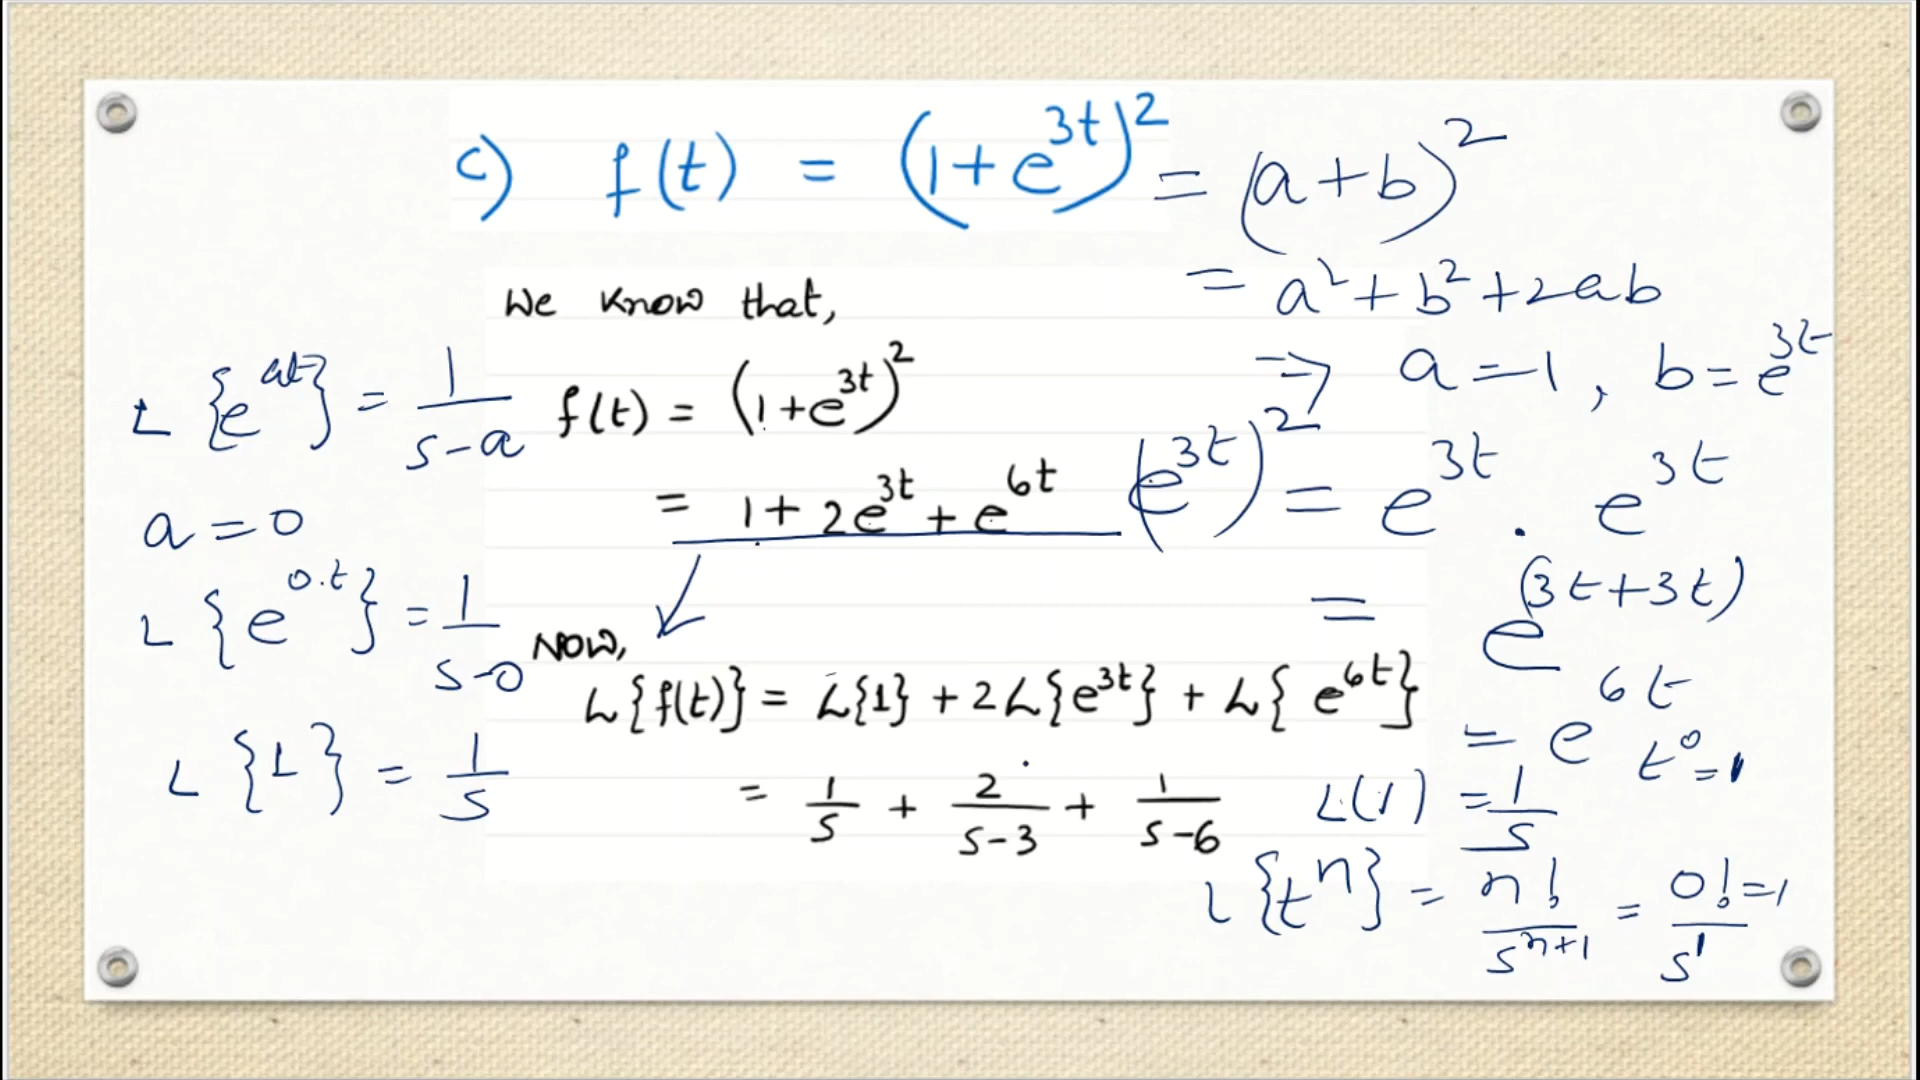 c) f(t) = (1+e^{3t})^2 = (a+b)^2
= a^2+b^2+2ab
⇒ a=1, b=e^{3t}
We know that,
f(t) = (1+e^{3t})^2
= 1+2e^{3t}+e^{6t}
(e^{3t})^2 = e^{3t} . e^{3t}
= e^{(3t+3t)}
= e^{6t}
L{e^{at}} = 1/(s-a)
a=0
L{e^{0.t}} = 1/(s-0)
L{1} = 1/s
Now,
L{f(t)} = L{1} + 2L{e^{3t}} + L{e^{6t}}
= 1/s + 2/(s-3) + 1/(s-6)
t^0=1
L(1) = 1/s
L{t^n} = n!/s^{n+1} = 0!=1/s^1